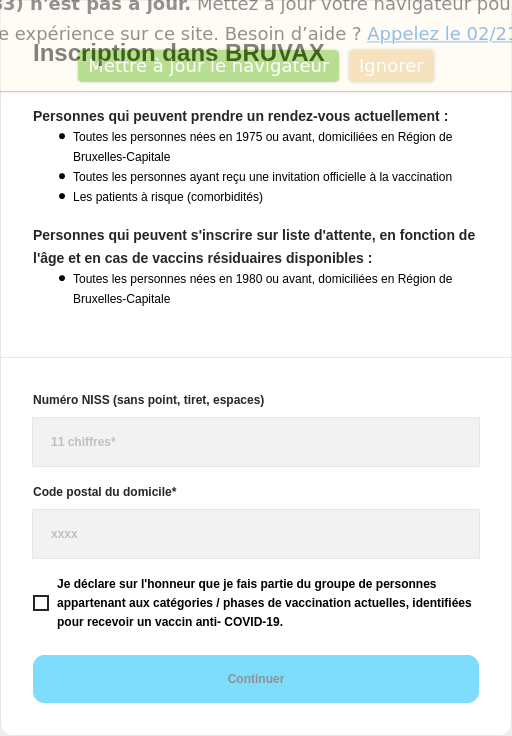 33) n'est pas à jour. Mettez à jour votre navigateur pou
e expérience sur ce site. Besoin d’aide ? Appelez le 02/21
Inscription dans BRUVAX
Mettre à jour le navigateur Ignorer
Personnes qui peuvent prendre un rendez-vous actuellement :
Toutes les personnes nées en 1975 ou avant, domiciliées en Région de
Bruxelles-Capitale
Toutes les personnes ayant reçu une invitation officielle à la vaccination
Les patients à risque (comorbidités)
Personnes qui peuvent s'inscrire sur liste d'attente, en fonction de
l'âge et en cas de vaccins résiduaires disponibles :
Toutes les personnes nées en 1980 ou avant, domiciliées en Région de
Bruxelles-Capitale
Numéro NISS (sans point, tiret, espaces)
11 chiffres*
Code postal du domicile*
xxxx
Je déclare sur l'honneur que je fais partie du groupe de personnes
appartenant aux catégories / phases de vaccination actuelles, identifiées
pour recevoir un vaccin anti- COVID-19.
Continuer